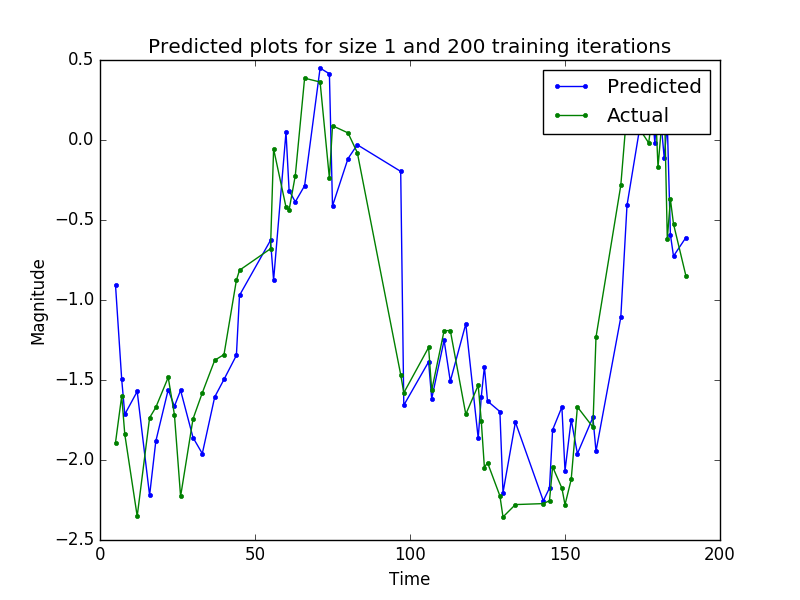 Predicted plots for size 1 and 200 training iterations
0.5
Predicted
Actual
0.0
−0.5
Magnitude
−1.0
−1.5
−2.0
−2.5
0 50 100 150 200
Time